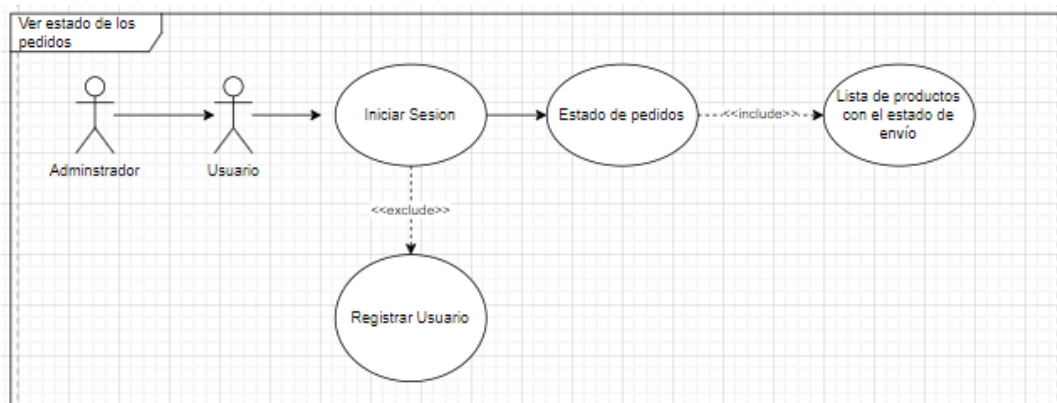 Ver estado de los
pedidos
Adminstrador
Usuario
Iniciar Sesion
Estado de pedidos
<<include>>
Lista de productos
con el estado de
envío
<<exclude>>
Registrar Usuario